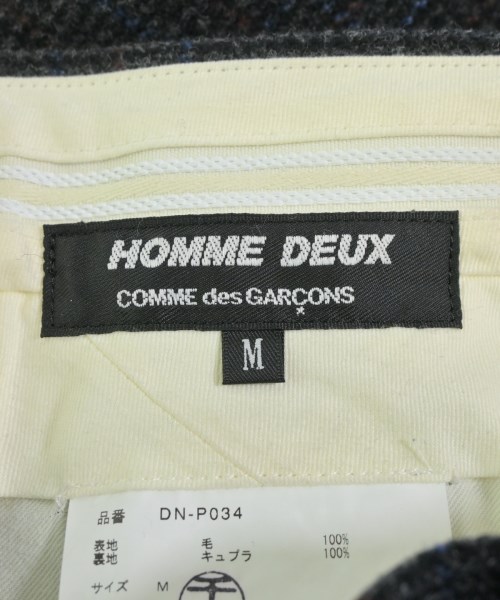 HOMME DEUX
COMME des GARÇONS
M
品番 DN-P034
表地 毛 100%
裏地 キュプラ 100%
サイズ M